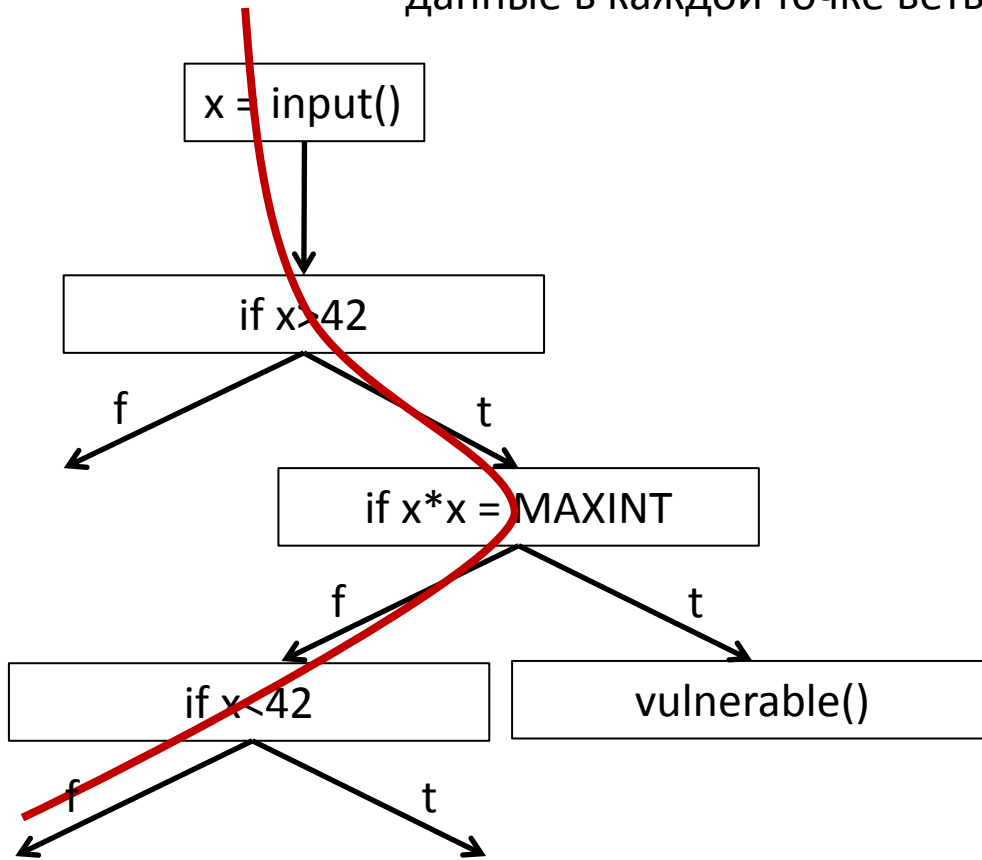 данные в каждой точке
x = input()
if x>42
f
t
if x*x = MAXINT
f
t
if x<42
vulnerable()
f
t